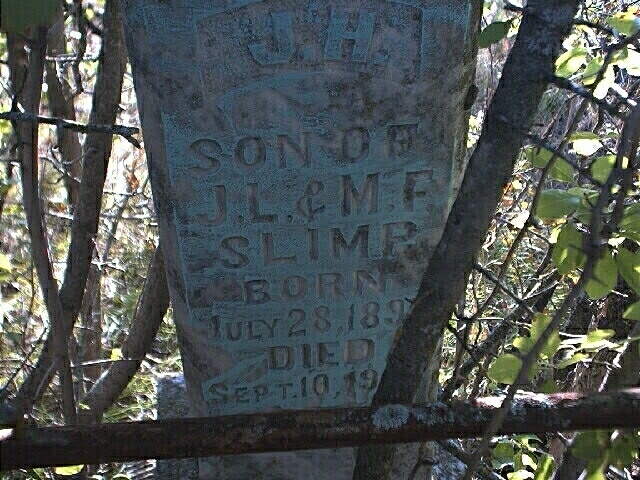 J.H.
SON OF
J.L. & M.F.
SLIMP
BORN
JULY 28, 189
DIED
SEPT. 10, 19